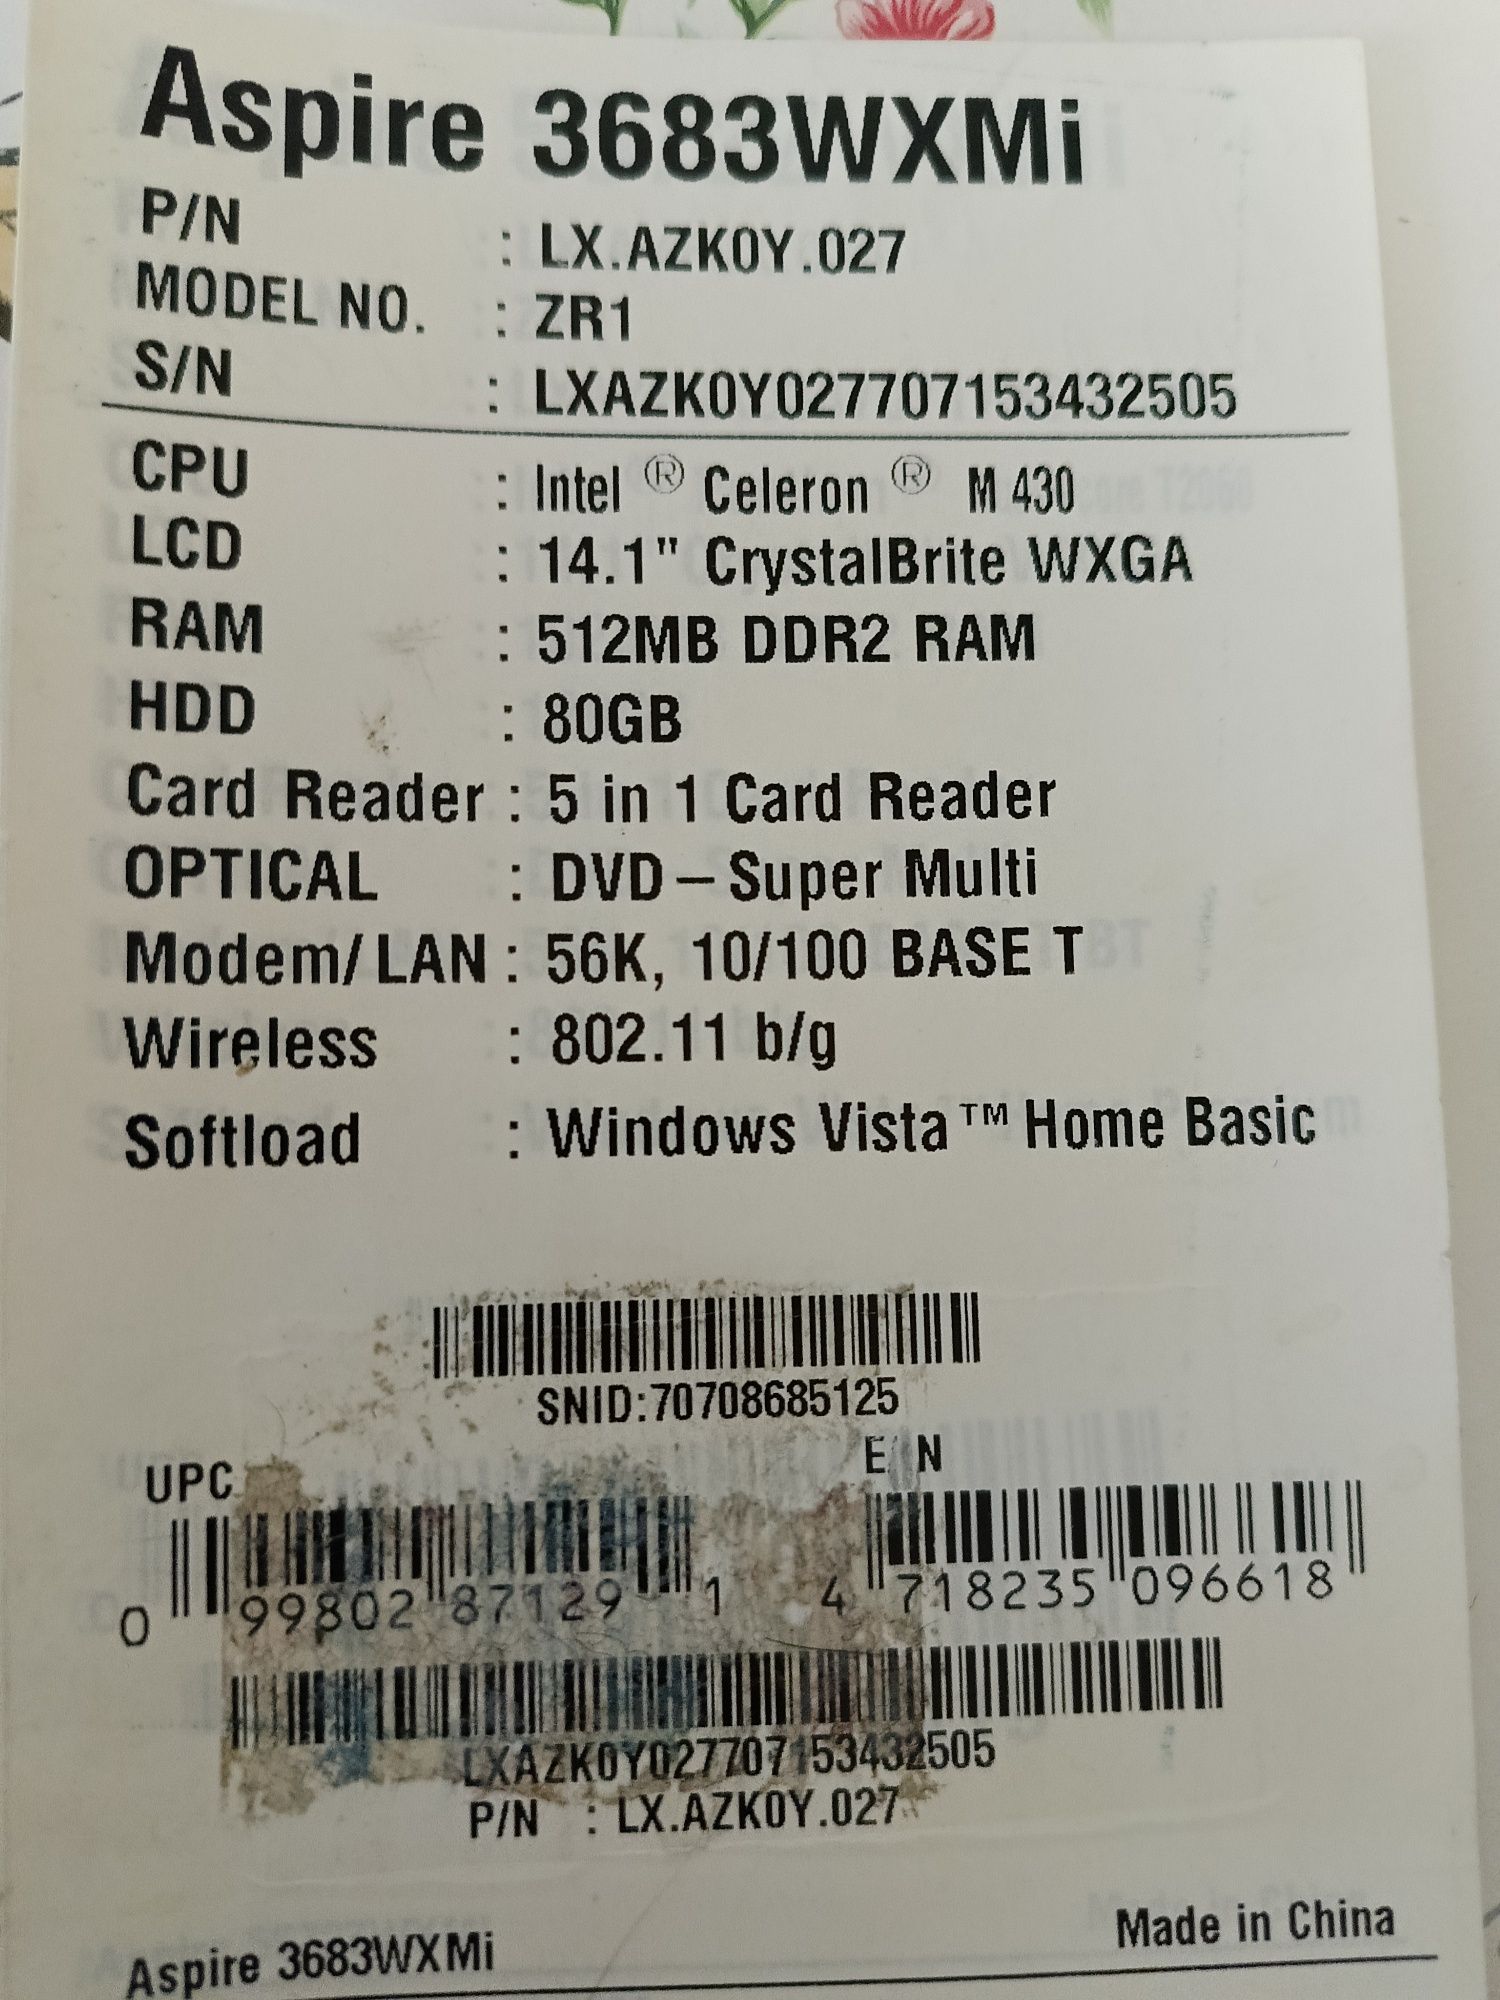 Aspire 3683WXMi
P/N : LX.AZK0Y.027
MODEL NO. : ZR1
S/N : LXAZK0Y027707153432505
CPU : Intel ® Celeron ® M 430
LCD : 14.1" CrystalBrite WXGA
RAM : 512MB DDR2 RAM
HDD : 80GB
Card Reader : 5 in 1 Card Reader
OPTICAL : DVD – Super Multi
Modem/LAN : 56K, 10/100 BASE T
Wireless : 802.11 b/g
Softload : Windows Vista ™ Home Basic
SNID:70708685125
UPC E N
0 99802 87129 1 4 718235 096618
LXAZK0Y027707153432505
P/N : LX.AZK0Y.027
Aspire 3683WXMi Made in China